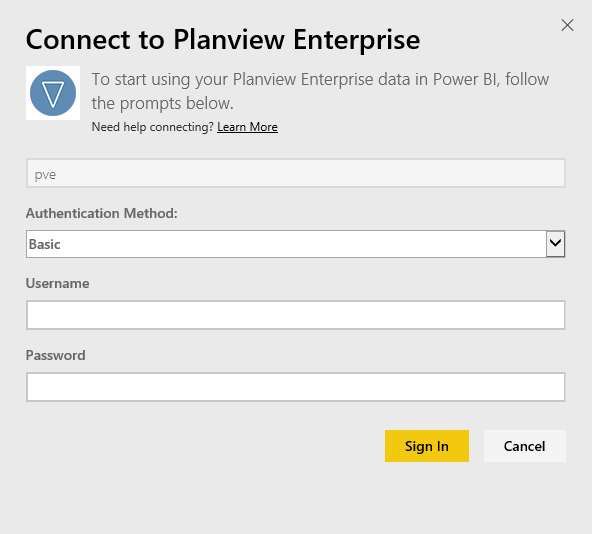 Connect to Planview Enterprise
To start using your Planview Enterprise data in Power BI, follow
the prompts below.
Need help connecting? Learn More
pve
Authentication Method:
Basic
Username
Password
Sign In
Cancel